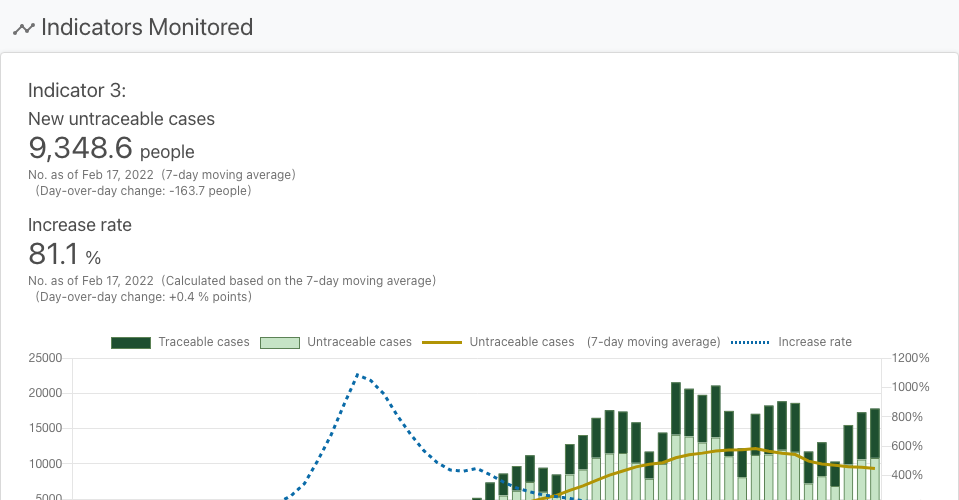 Indicators Monitored
Indicator 3:
New untraceable cases
9,348.6 people
No. as of Feb 17, 2022 (7-day moving average)
(Day-over-day change: -163.7 people)
Increase rate
81.1 %
No. as of Feb 17, 2022 (Calculated based on the 7-day moving average)
(Day-over-day change: +0.4 % points)
Traceable cases Untraceable cases Untraceable cases (7-day moving average) Increase rate
25000 1200%
1000%
20000
800%
15000
600%
10000
400%
5000